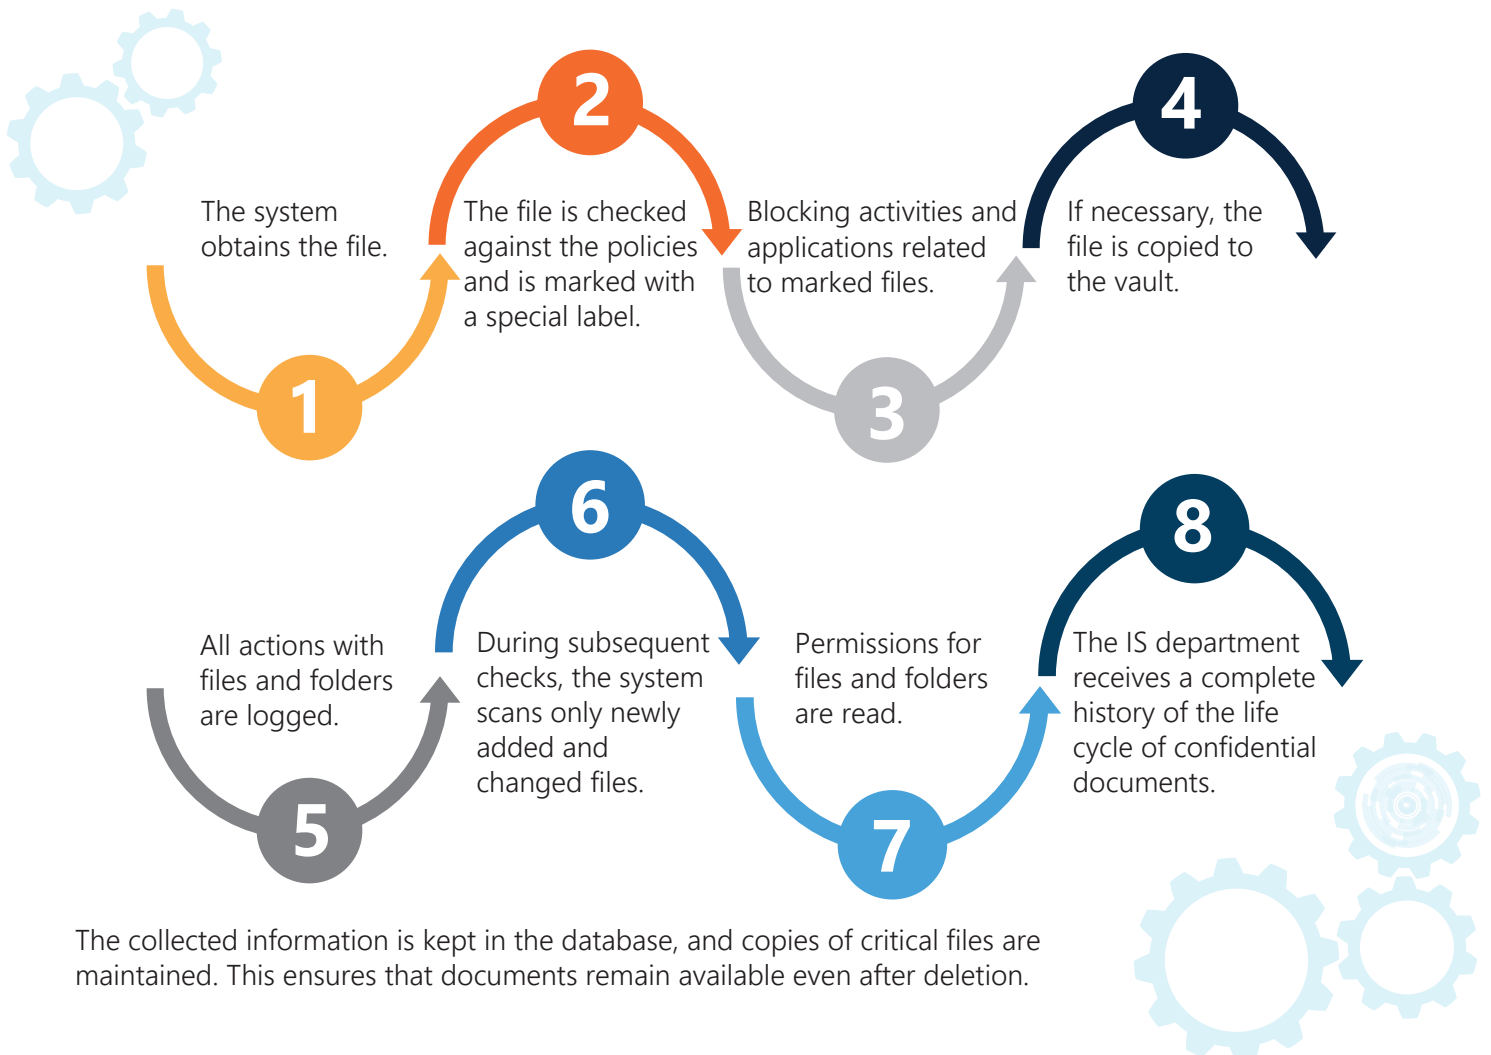 1
The system
obtains the file.
2
The file is checked
against the policies
and is marked with
a special label.
3
Blocking activities and
applications related
to marked files.
4
If necessary, the
file is copied to
the vault.
5
All actions with
files and folders
are logged.
6
During subsequent
checks, the system
scans only newly
added and
changed files.
7
Permissions for
files and folders
are read.
8
The IS department
receives a complete
history of the life
cycle of confidential
documents.
The collected information is kept in the database, and copies of critical files are
maintained. This ensures that documents remain available even after deletion.